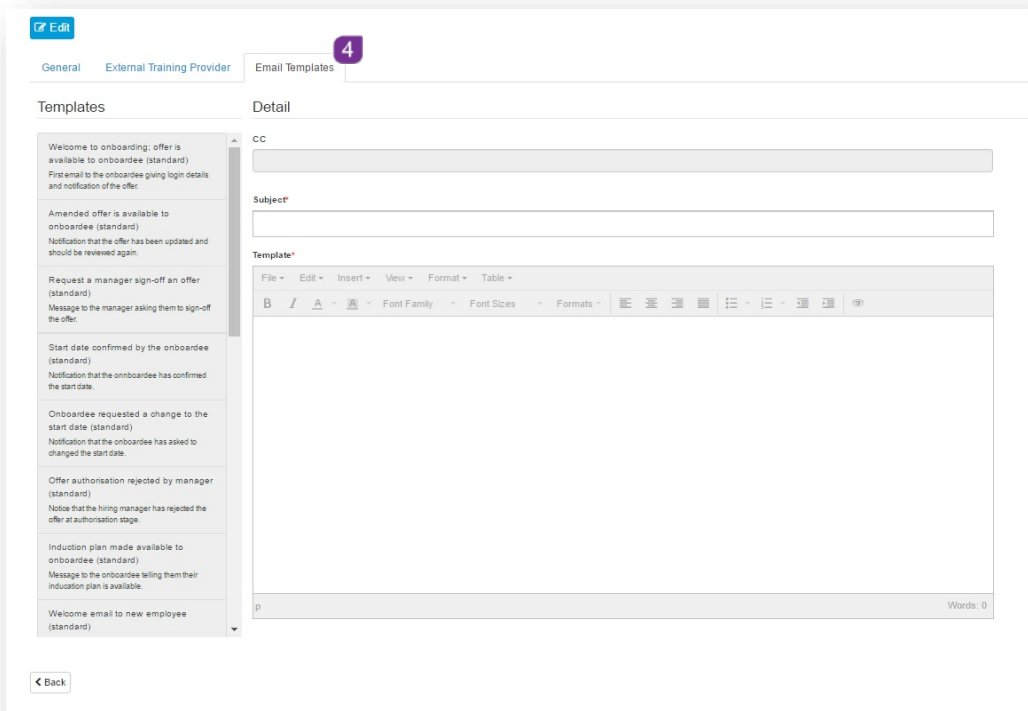 Edit
4
General External Training Provider Email Templates
Templates
Detail
Welcome to onboarding: offer is
available to onboardee (standard)
First email to the onboardee giving login details
and notification of the offer.
Amended offer is available to
onboardee (standard)
Notification that the offer has been updated and
should be reviewed again.
Request a manager sign-off an offer
(standard)
Message to the manager asking them to sign-off
the offer.
Start date confirmed by the onboardee
(standard)
Notification that the onnboardee has confirmed
the start date.
Onboardee requested a change to the
start date (standard)
Notification that the onboardee has asked to
changed the start date.
Offer authorisation rejected by manager
(standard)
Notice that the hiring manager has rejected the
offer at authorisation stage.
Induction plan made available to
onboardee (standard)
Message to the onboardee telling them their
inducation plan is available.
Welcome email to new employee
(standard)
CC
Subject*
Template*
File Edit Insert View Format Table
B I A A Font Family Font Sizes Formats
p Words: 0
Back